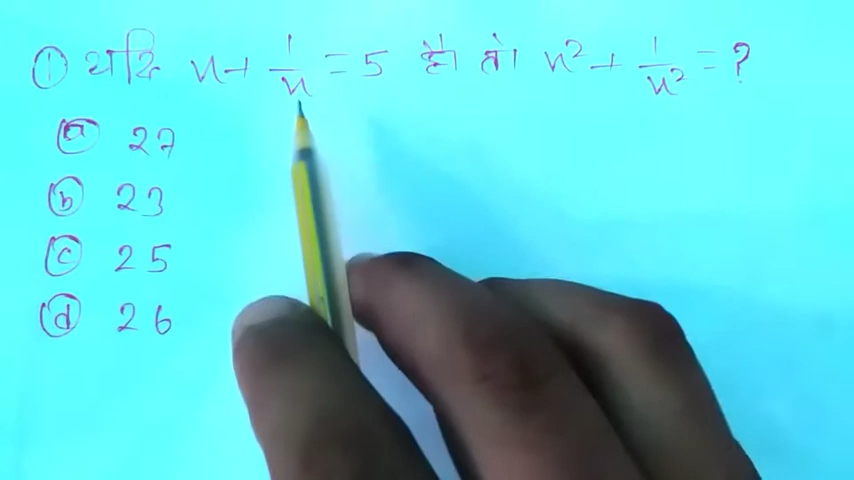 ① यदि x + 1/x = 5 हो तो x² + 1/x² = ?
ⓐ 27
ⓑ 23
ⓒ 25
ⓓ 26